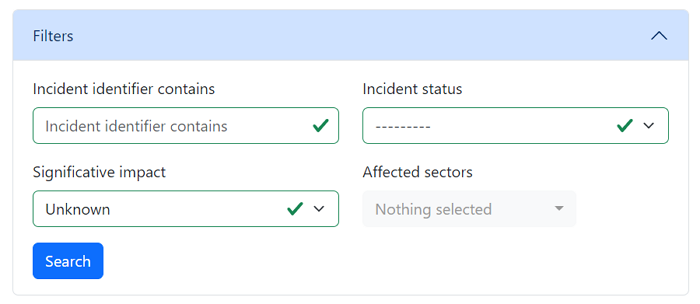 Filters
Incident identifier contains
Incident status
Incident identifier contains
---------
Significative impact
Affected sectors
Unknown
Nothing selected
Search